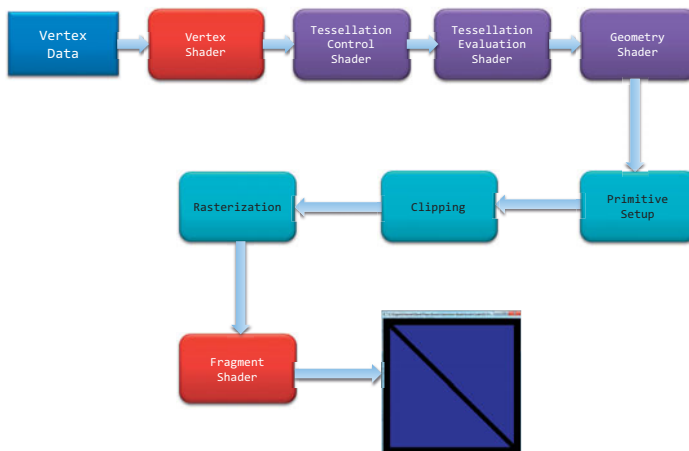 Vertex
Data
Vertex
Shader
Tessellation
Control
Shader
Tessellation
Evaluation
Shader
Geometry
Shader
Rasterization
Clipping
Primitive
Setup
Fragment
Shader